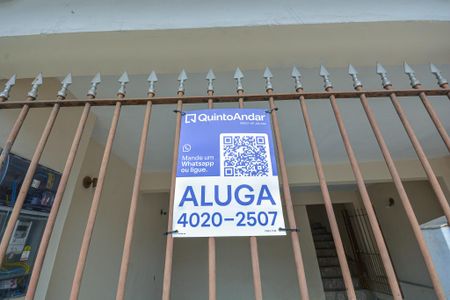 QuintoAndar
Mande um
WhatsApp
ou ligue.
ALUGA
4020-2507